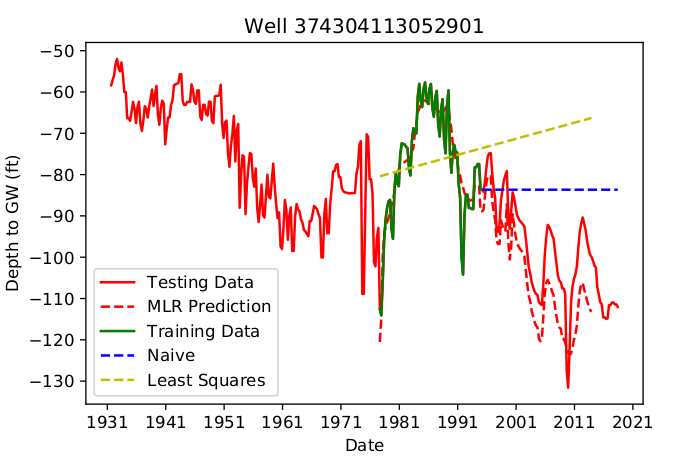 Well 374304113052901
Depth to GW (ft)
−50
−60
−70
−80
−90
−100
−110
−120
−130
Testing Data
MLR Prediction
Training Data
Naive
Least Squares
1931 1941 1951 1961 1971 1981 1991 2001 2011 2021
Date